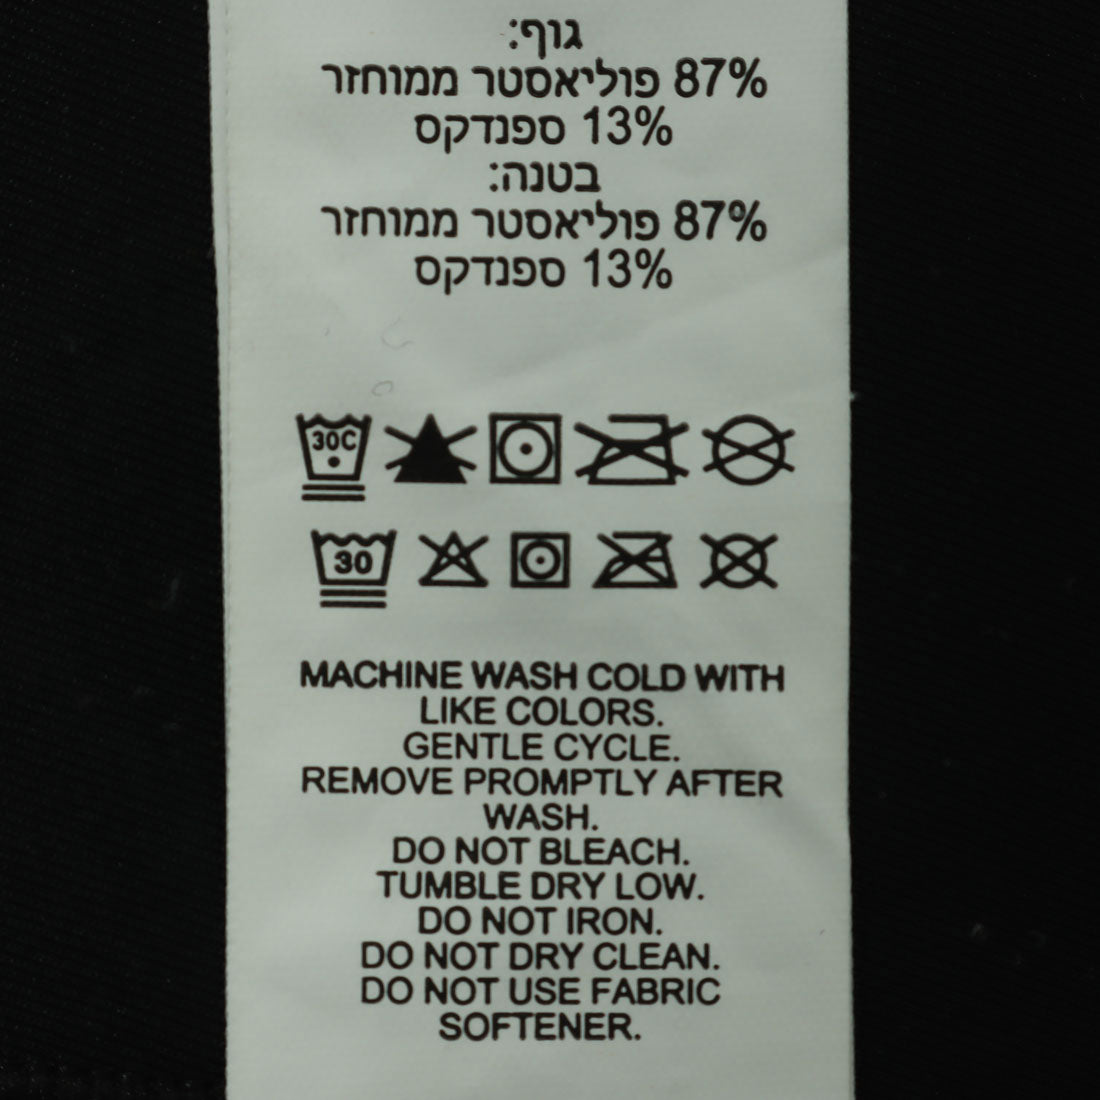 גוף:
87% פוליאסטר ממוחזר
13% ספנדקס
בטנה:
87% פוליאסטר ממוחזר
13% ספנדקס
30C
30
MACHINE WASH COLD WITH
LIKE COLORS.
GENTLE CYCLE.
REMOVE PROMPTLY AFTER
WASH.
DO NOT BLEACH.
TUMBLE DRY LOW.
DO NOT IRON.
DO NOT DRY CLEAN.
DO NOT USE FABRIC
SOFTENER.